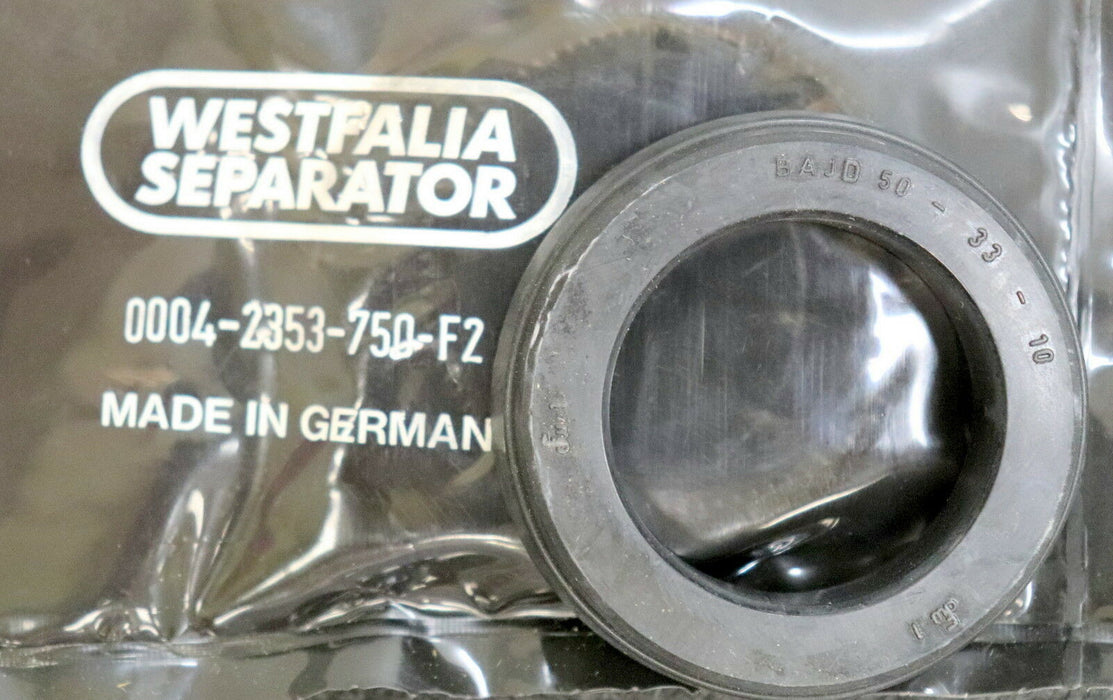 WESTFALIA
SEPARATOR
0004-2353-750-F2
MADE IN GERMAN
BAJD 50 - 33 - 10